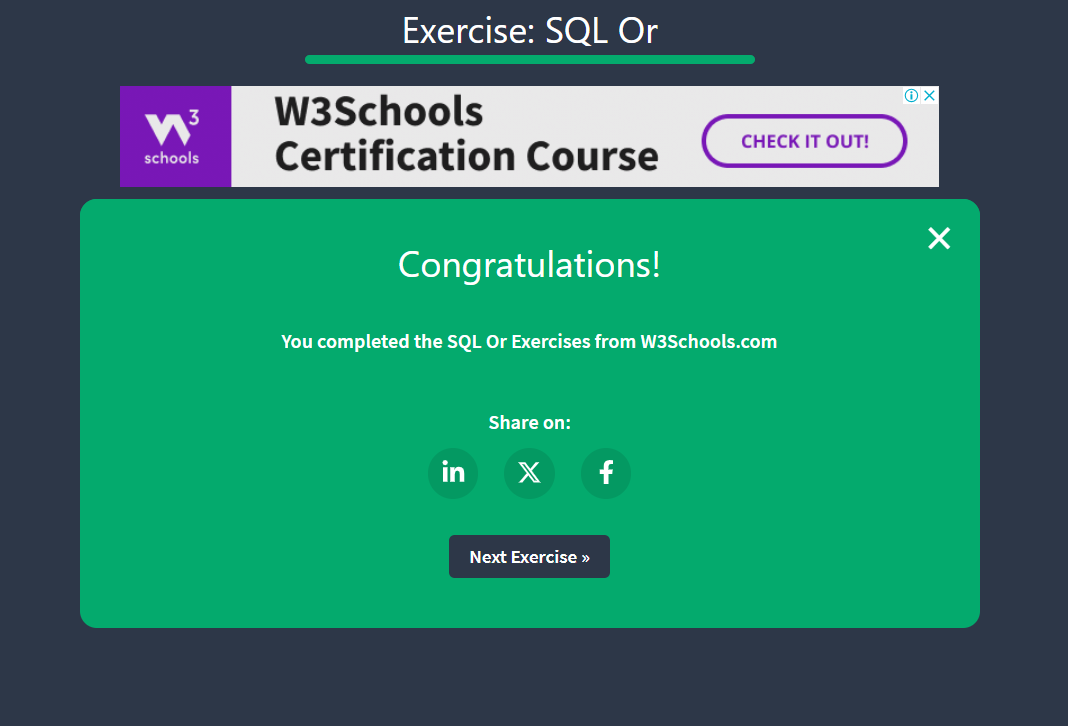 Exercise: SQL Or
W3 schools
W3Schools
Certification Course
CHECK IT OUT!
Congratulations!
You completed the SQL Or Exercises from W3Schools.com
Share on:
in X f
Next Exercise »